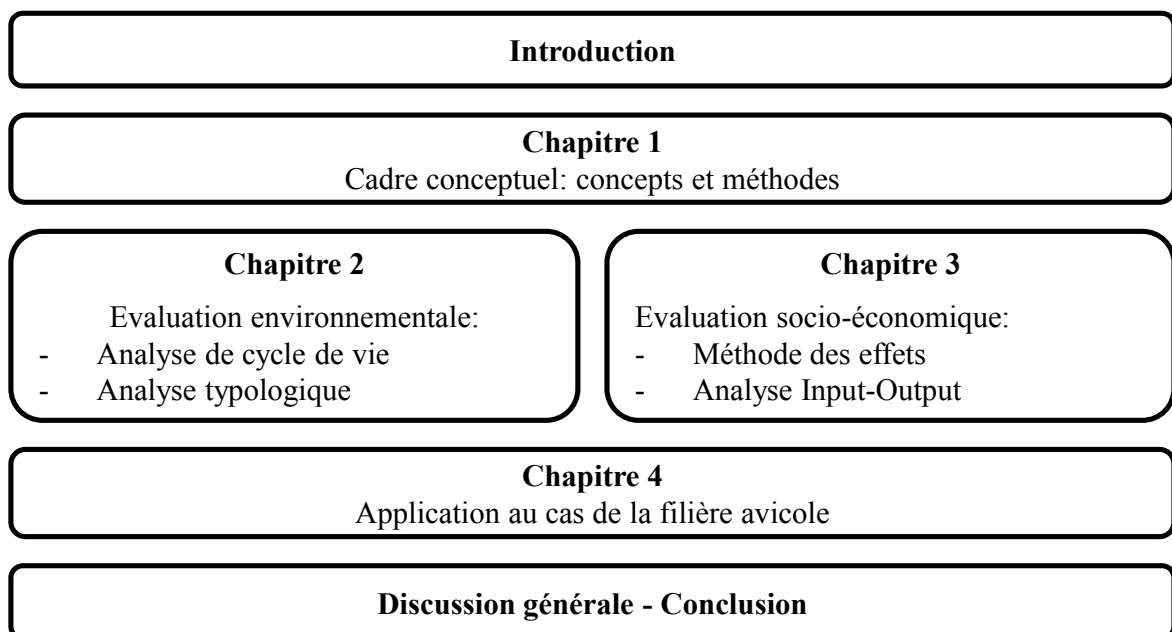 Introduction
Chapitre 1
Cadre conceptuel: concepts et méthodes
Chapitre 2
Evaluation environnementale:
- Analyse de cycle de vie
- Analyse typologique
Chapitre 3
Evaluation socio-économique:
- Méthode des effets
- Analyse Input-Output
Chapitre 4
Application au cas de la filière avicole
Discussion générale - Conclusion